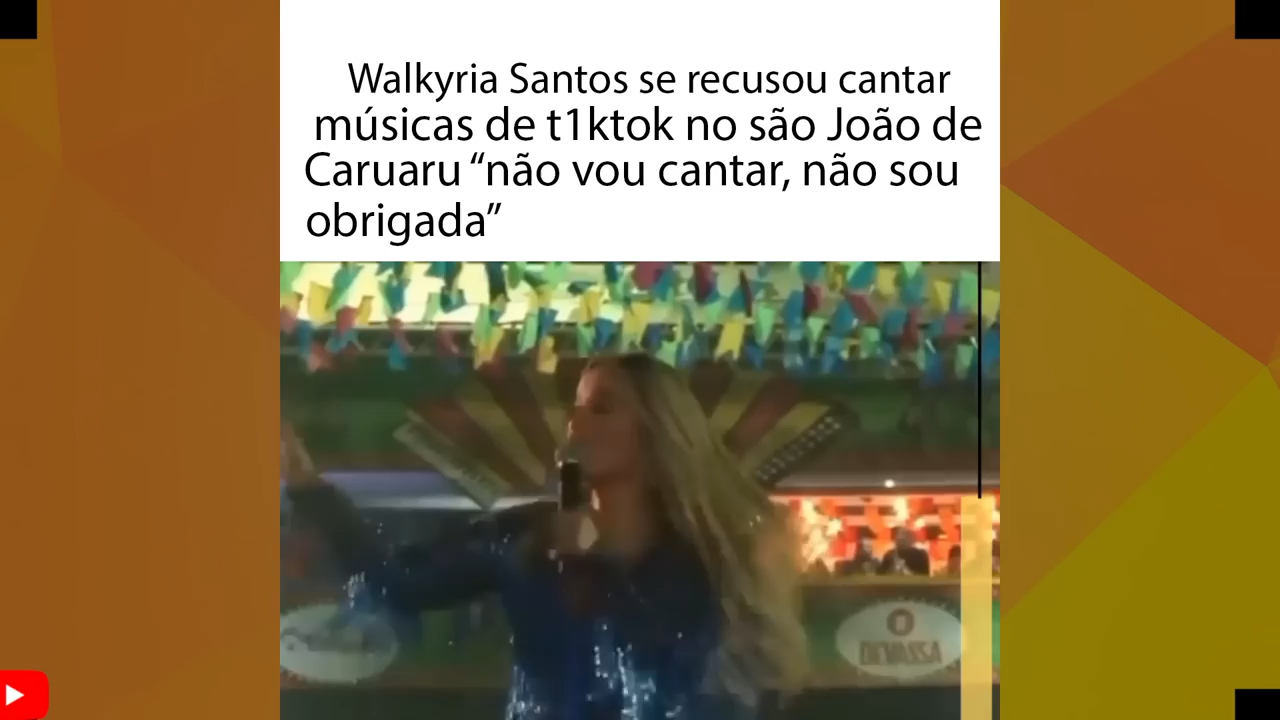 Walkyria Santos se recusou cantar
músicas de t1ktok no são João de
Caruaru “não vou cantar, não sou
obrigada”
DEVASSA